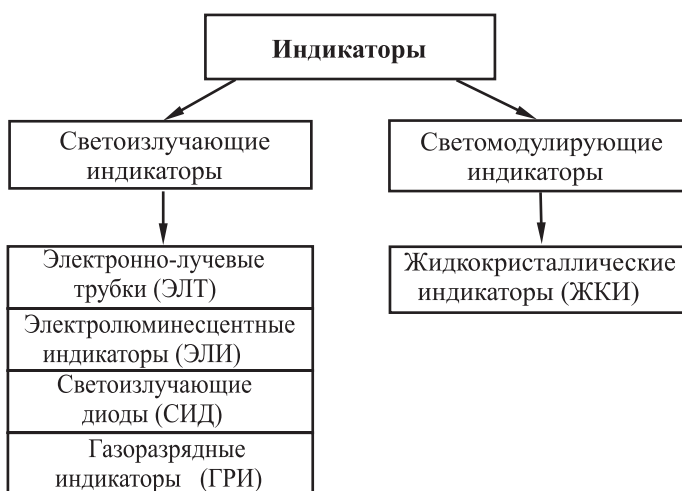 Индикаторы
Светоизлучающие
индикаторы
Светомодулирующие
индикаторы
Электронно-лучевые
трубки (ЭЛТ)
Электролюминесцентные
индикаторы (ЭЛИ)
Светоизлучающие
диоды (СИД)
Газоразрядные
индикаторы (ГРИ)
Жидкокристаллические
индикаторы (ЖКИ)